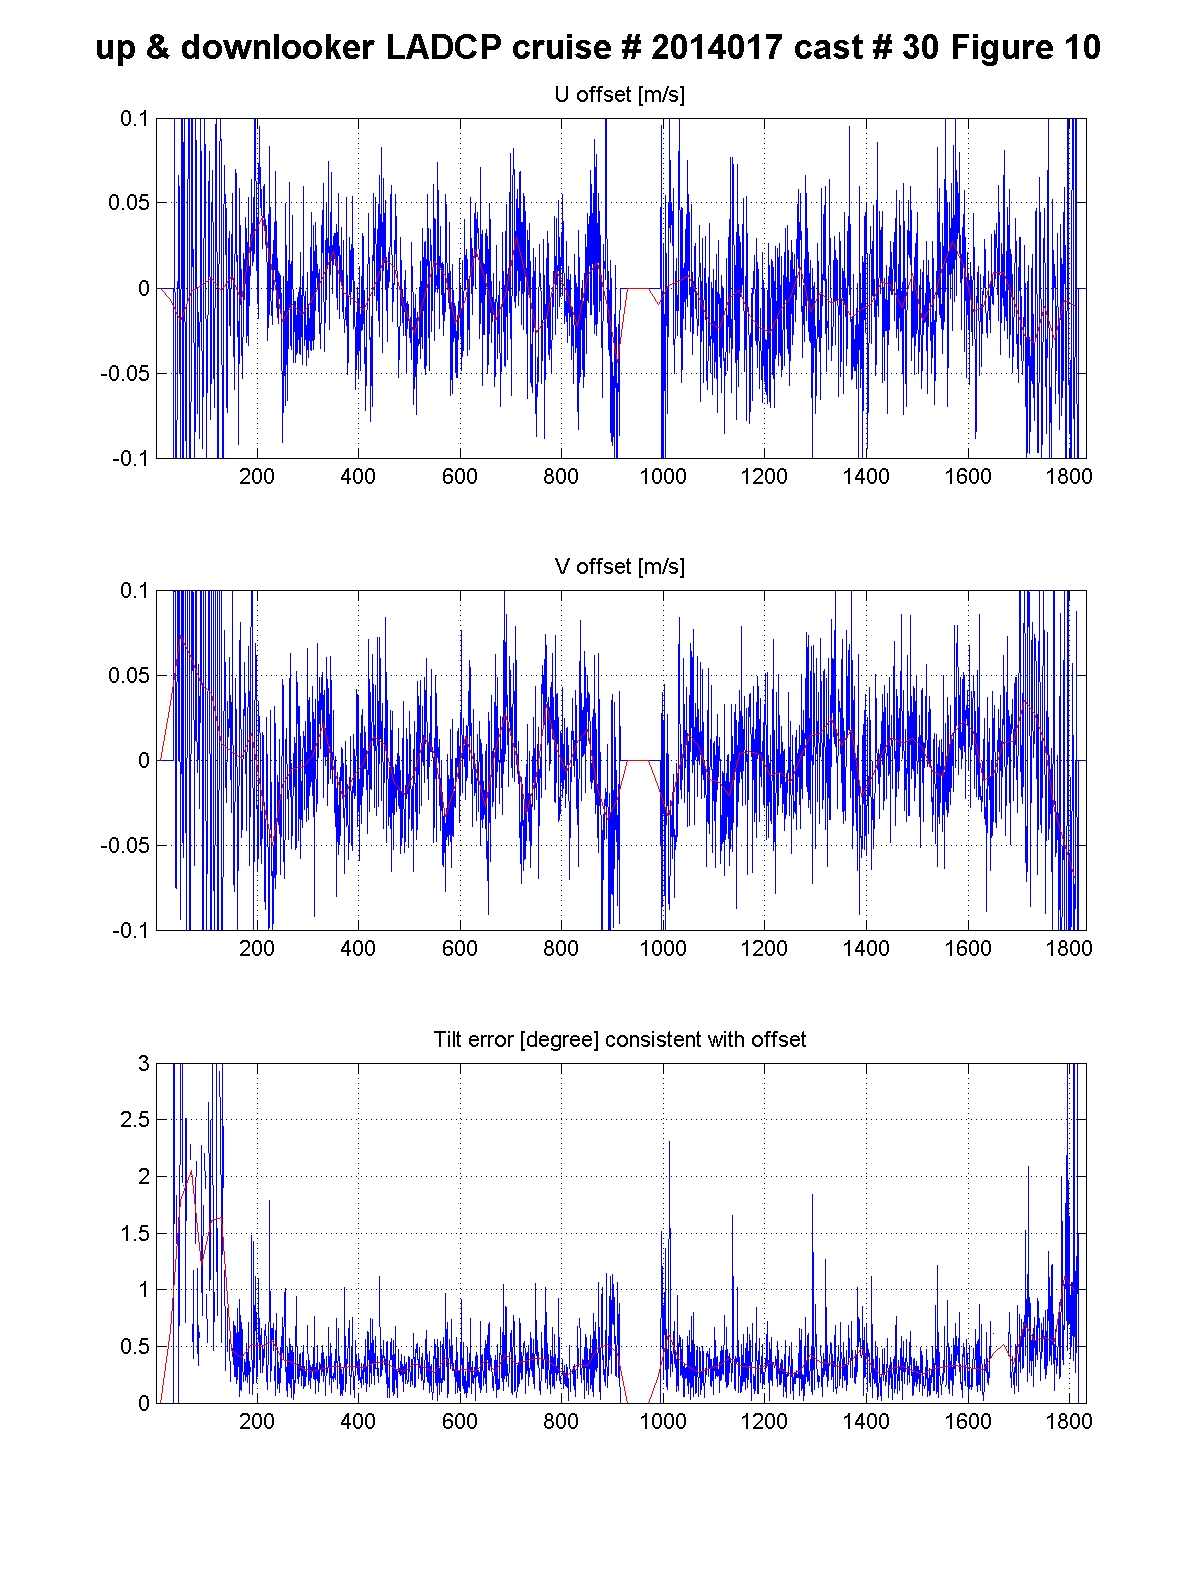 up & downlooker LADCP cruise # 2014017 cast # 30 Figure 10
U offset [m/s]
0.1
0.05
0
-0.05
-0.1
200 400 600 800 1000 1200 1400 1600 1800
V offset [m/s]
0.1
0.05
0
-0.05
-0.1
200 400 600 800 1000 1200 1400 1600 1800
Tilt error [degree] consistent with offset
3
2.5
2
1.5
1
0.5
0
200 400 600 800 1000 1200 1400 1600 1800